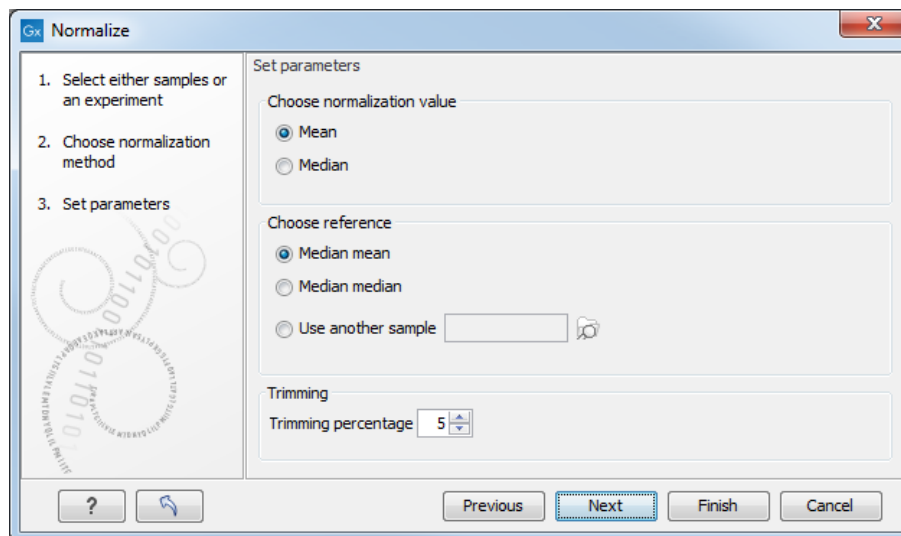 Gx Normalize
X
1. Select either samples or
an experiment
2. Choose normalization
method
3. Set parameters
Set parameters
Choose normalization value
Mean
Median
Choose reference
Median mean
Median median
Use another sample
Trimming
Trimming percentage 5
? Previous Next Finish Cancel